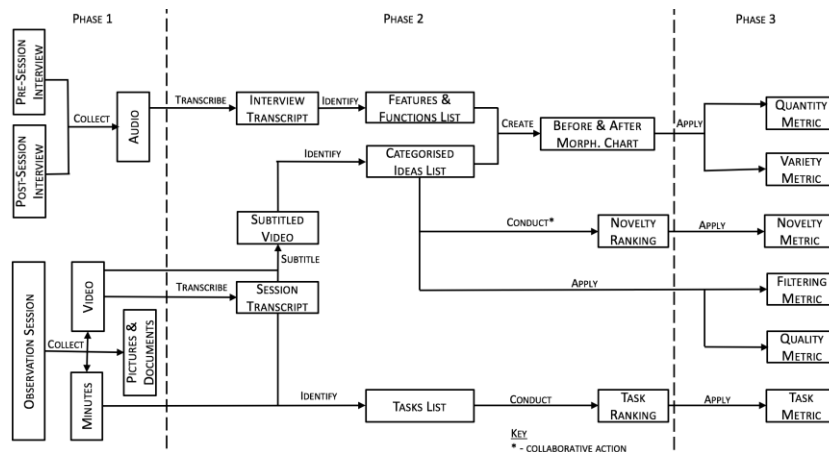 PHASE 1
PHASE 2
PHASE 3
PRE-SESSION
INTERVIEW
POST-SESSION
INTERVIEW
COLLECT
AUDIO
TRANSCRIBE
INTERVIEW
TRANSCRIPT
IDENTIFY
FEATURES &
FUNCTIONS LIST
CREATE
BEFORE & AFTER
MORPH. CHART
APPLY
QUANTITY
METRIC
VARIETY
METRIC
IDENTIFY
CATEGORISED
IDEAS LIST
SUBTITLED
VIDEO
SUBTITLE
CONDUCT*
NOVELTY
RANKING
APPLY
NOVELTY
METRIC
OBSERVATION SESSION
COLLECT
VIDEO
MINUTES
PICTURES &
DOCUMENTS
TRANSCRIBE
SESSION
TRANSCRIPT
APPLY
FILTERING
METRIC
QUALITY
METRIC
IDENTIFY
TASKS LIST
CONDUCT
TASK
RANKING
APPLY
TASK
METRIC
KEY
* - COLLABORATIVE ACTION